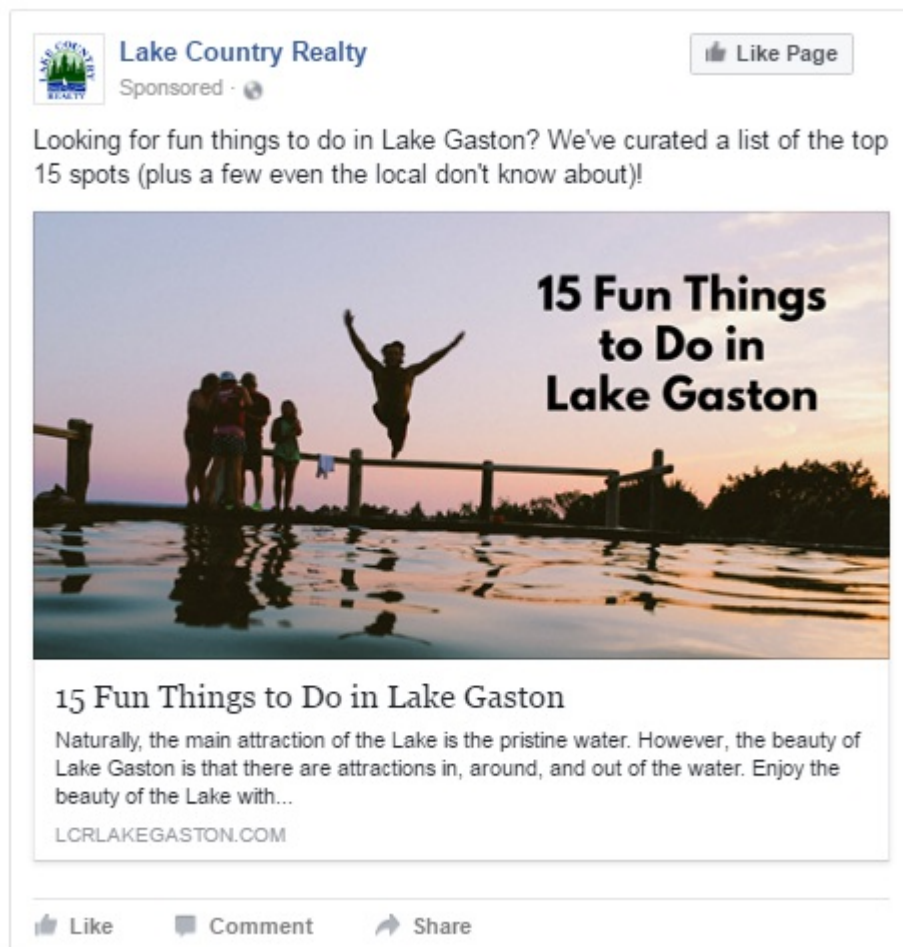 LAKE COUNTRY
REALTY
Lake Country Realty
Like Page
Sponsored ·
Looking for fun things to do in Lake Gaston? We've curated a list of the top
15 spots (plus a few even the local don't know about)!
15 Fun Things
to Do in
Lake Gaston
15 Fun Things to Do in Lake Gaston
Naturally, the main attraction of the Lake is the pristine water. However, the beauty of
Lake Gaston is that there are attractions in, around, and out of the water. Enjoy the
beauty of the Lake with...
LCRLAKEGASTON.COM
Like Comment Share